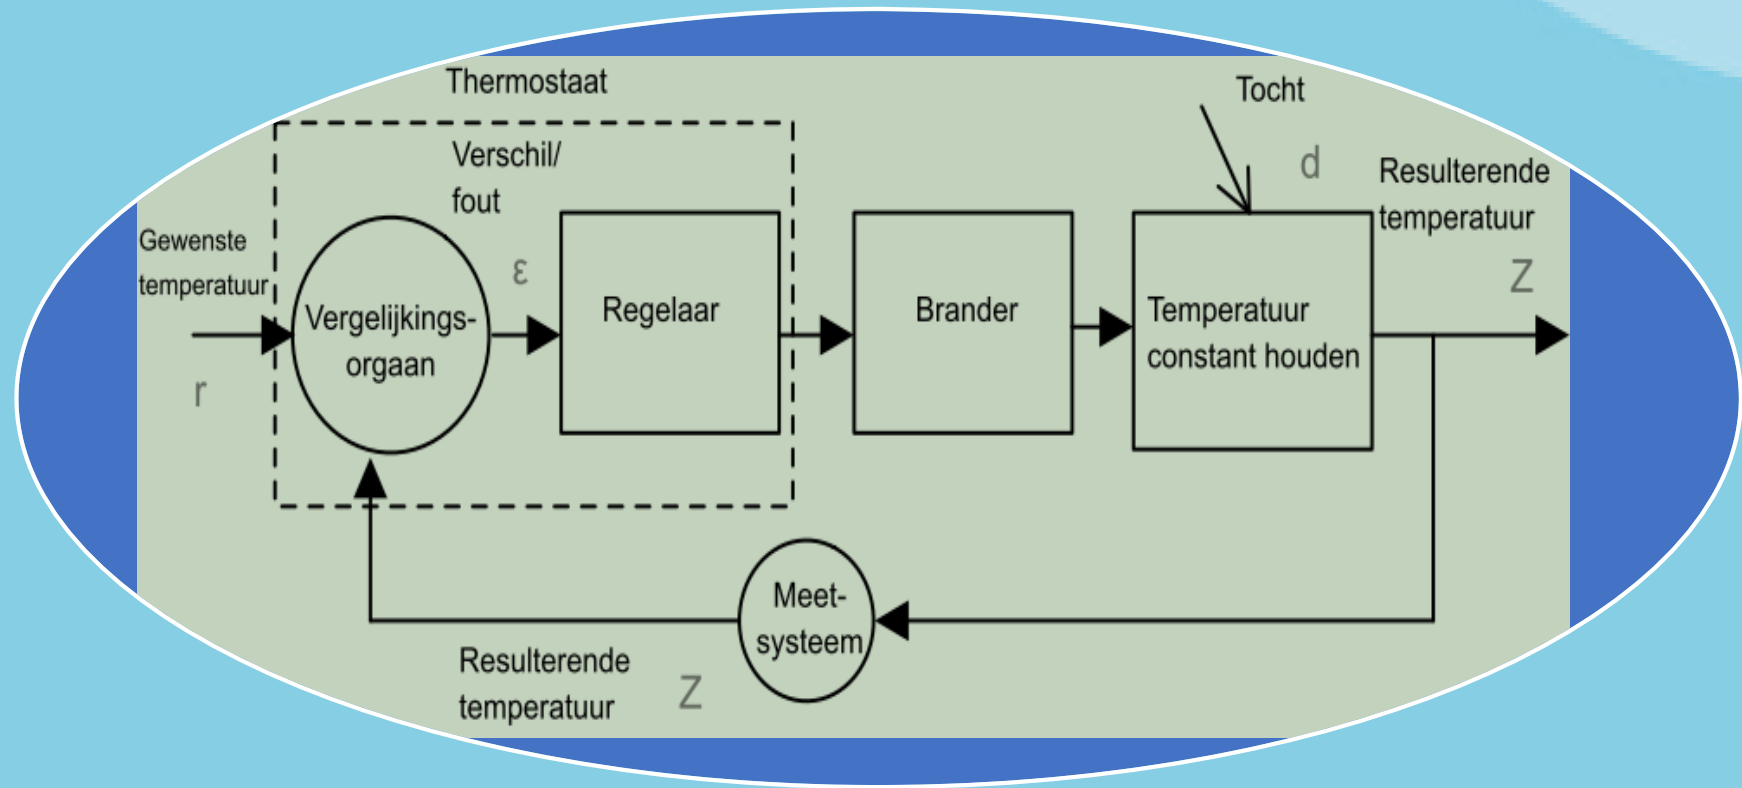 Thermostaat
Tocht
Verschil/
fout
d
Resulterende
temperatuur
Gewenste
temperatuur
ε
Z
Vergelijkings-
orgaan
Regelaar
Brander
Temperatuur
constant houden
r
Meet-
systeem
Resulterende
temperatuur
Z